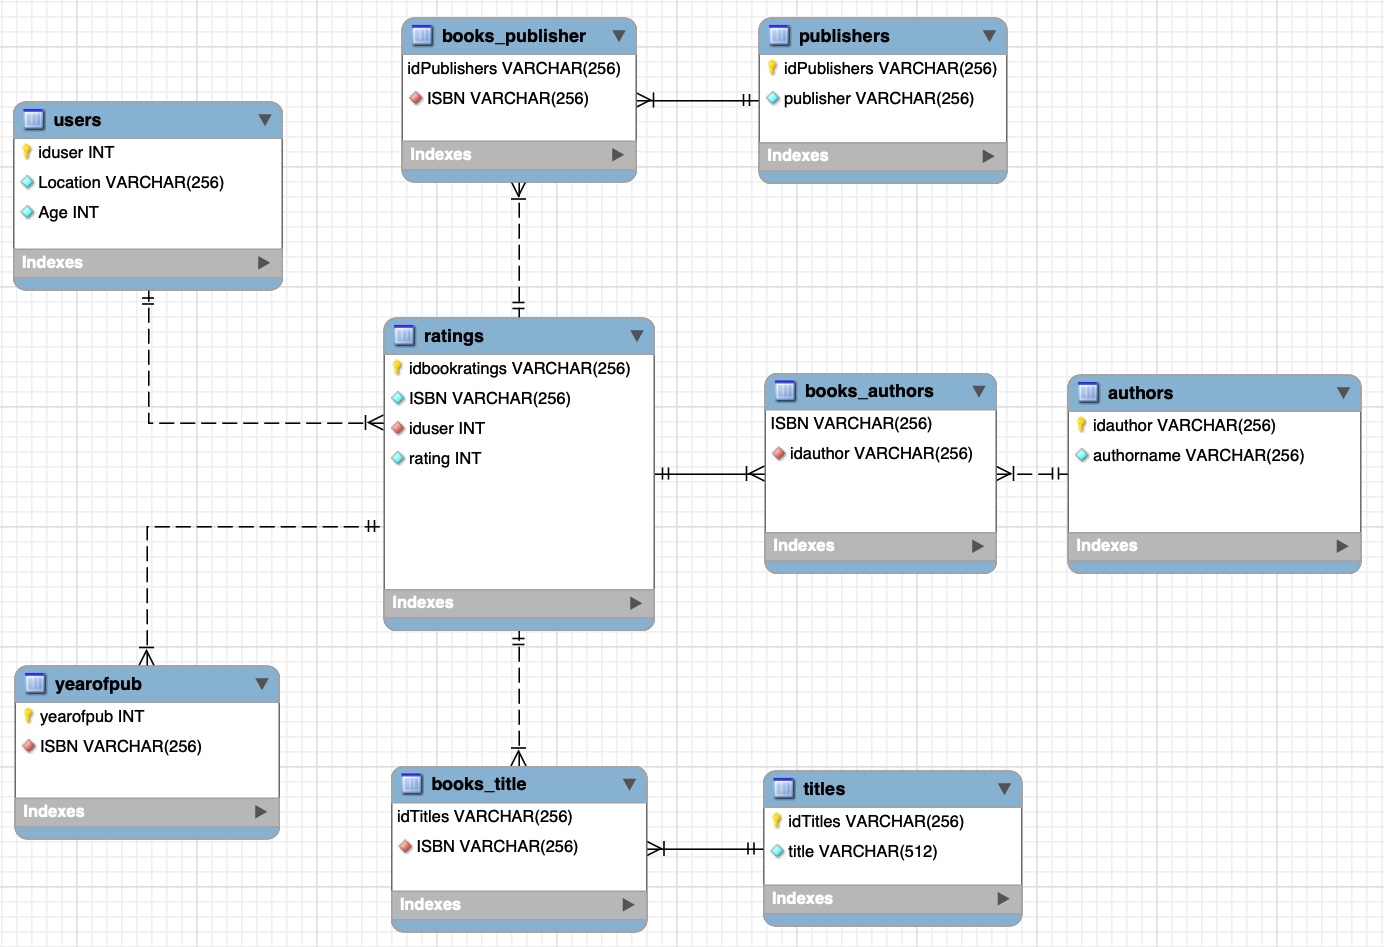 books_publisher
idPublishers VARCHAR(256)
ISBN VARCHAR(256)
Indexes
publishers
idPublishers VARCHAR(256)
publisher VARCHAR(256)
Indexes
users
iduser INT
Location VARCHAR(256)
Age INT
Indexes
ratings
idbookratings VARCHAR(256)
ISBN VARCHAR(256)
iduser INT
rating INT
Indexes
books_authors
ISBN VARCHAR(256)
idauthor VARCHAR(256)
Indexes
authors
idauthor VARCHAR(256)
authorname VARCHAR(256)
Indexes
yearofpub
yearofpub INT
ISBN VARCHAR(256)
Indexes
books_title
idTitles VARCHAR(256)
ISBN VARCHAR(256)
Indexes
titles
idTitles VARCHAR(256)
title VARCHAR(512)
Indexes